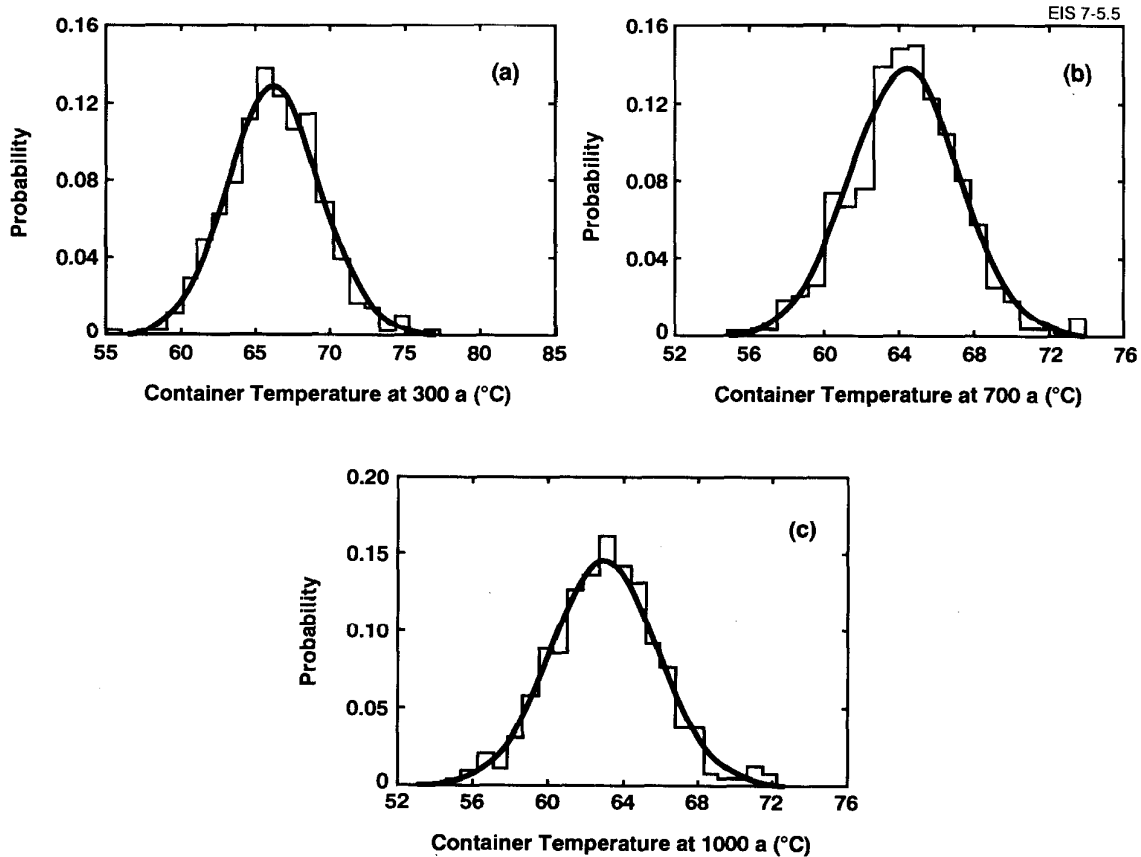 EIS 7-5.5
0.16
0.12
0.08
0.04
0
Probability
(a)
55 60 65 70 75 80 85
Container Temperature at 300 a (°C)
0.16
0.12
0.08
0.04
0
Probability
(b)
52 56 60 64 68 72 76
Container Temperature at 700 a (°C)
0.20
0.15
0.10
0.05
0
Probability
(c)
52 56 60 64 68 72 76
Container Temperature at 1000 a (°C)